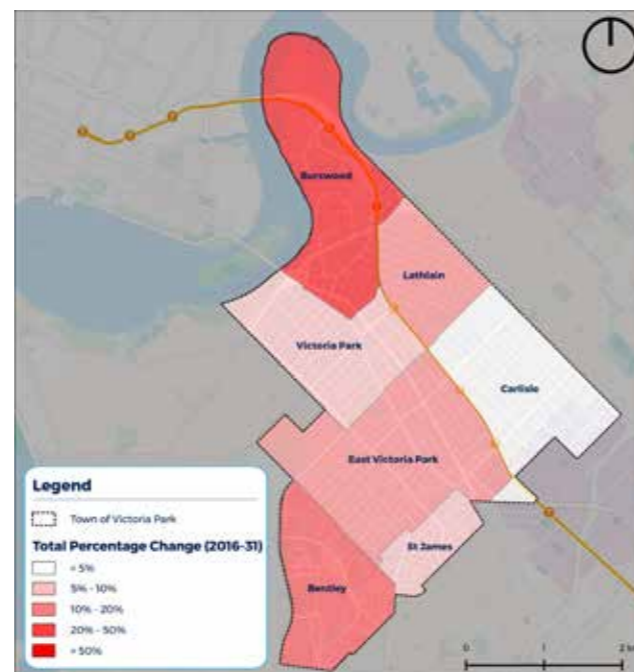 Burswood
Lathlain
Victoria Park
Carlisle
East Victoria Park
St James
Bentley
Legend
Town of Victoria Park
Total Percentage Change (2016-31)
< 5%
5% - 10%
10% - 20%
20% - 50%
> 50%
0 1 2 k